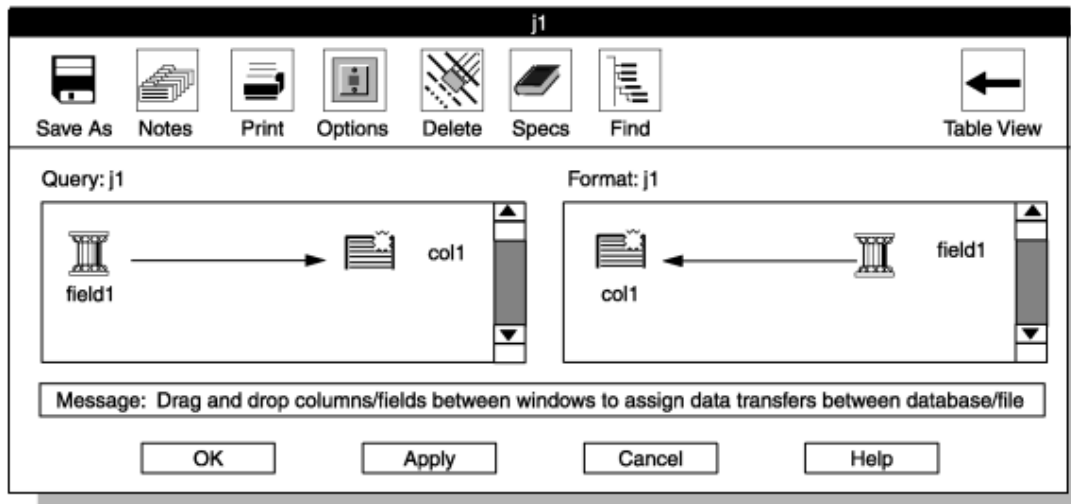 j1
Save As Notes Print Options Delete Specs Find Table View
Query: j1 Format: j1
col1 field1
field1 col1
Message: Drag and drop columns/fields between windows to assign data transfers between database/file
OK Apply Cancel Help